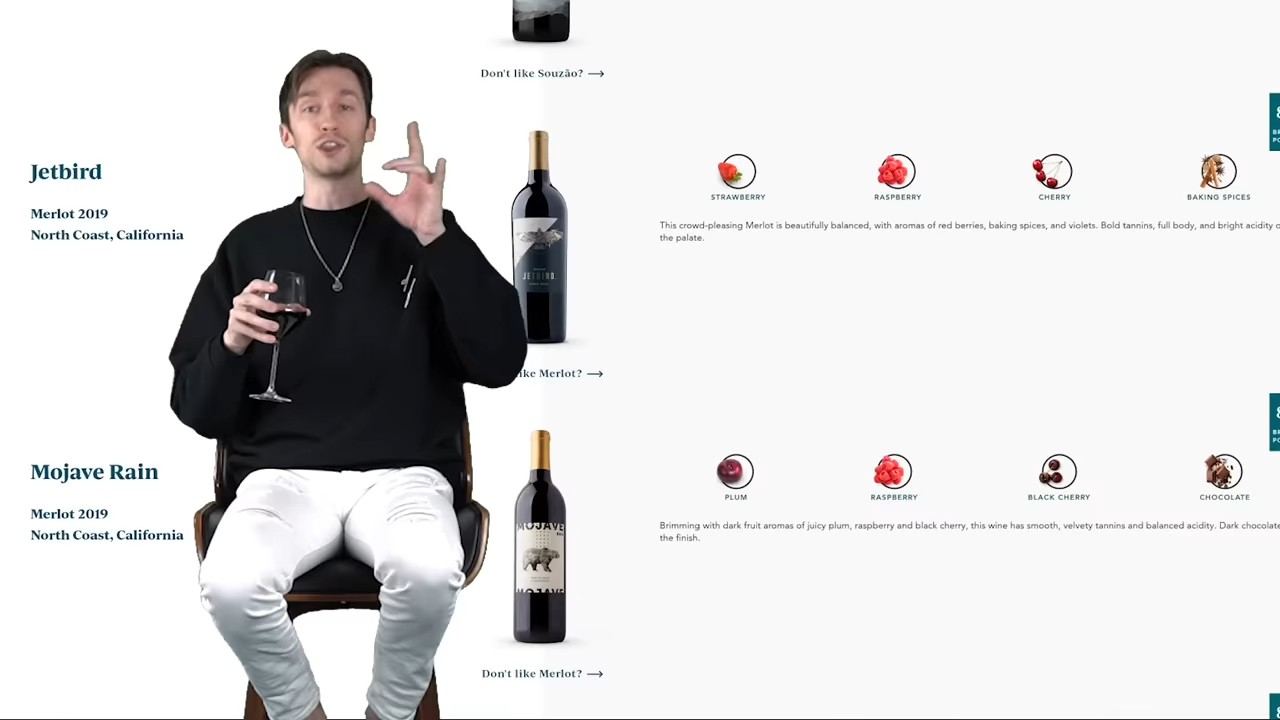 Don't like Souzão? →
Jetbird
Merlot 2019
North Coast, California
JETBIRD
STRAWBERRY
RASPBERRY
CHERRY
BAKING SPICES
This crowd-pleasing Merlot is beautifully balanced, with aromas of red berries, baking spices, and violets. Bold tannins, full body, and bright acidity
the palate.
like Merlot? →
Mojave Rain
Merlot 2019
North Coast, California
MOJAVE
MOJAVE
PLUM
RASPBERRY
BLACK CHERRY
CHOCOLATE
Brimming with dark fruit aromas of juicy plum, raspberry and black cherry, this wine has smooth, velvety tannins and balanced acidity. Dark chocolate
the finish.
Don't like Merlot? →